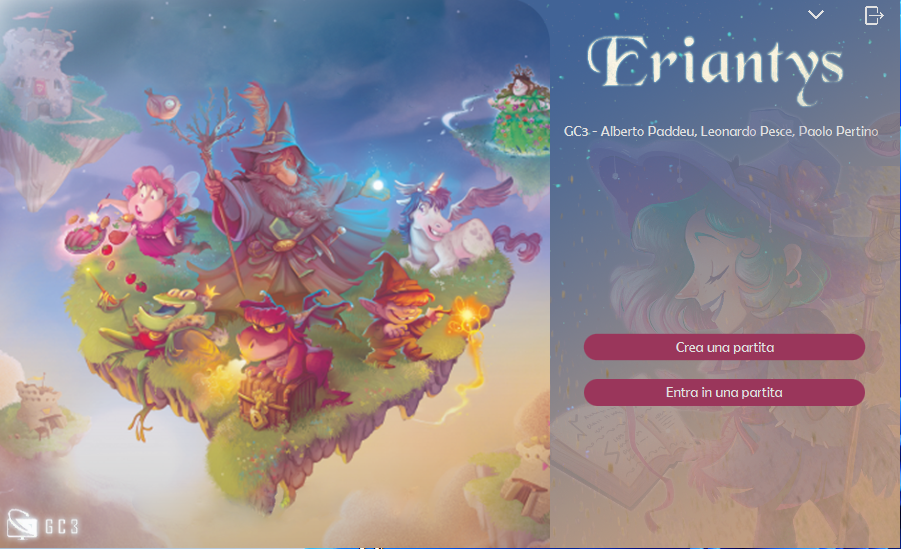 Eriantys
GC3 - Alberto Paddeu, Leonardo Pesce, Paolo Pertino
Crea una partita
Entra in una partita
GC3